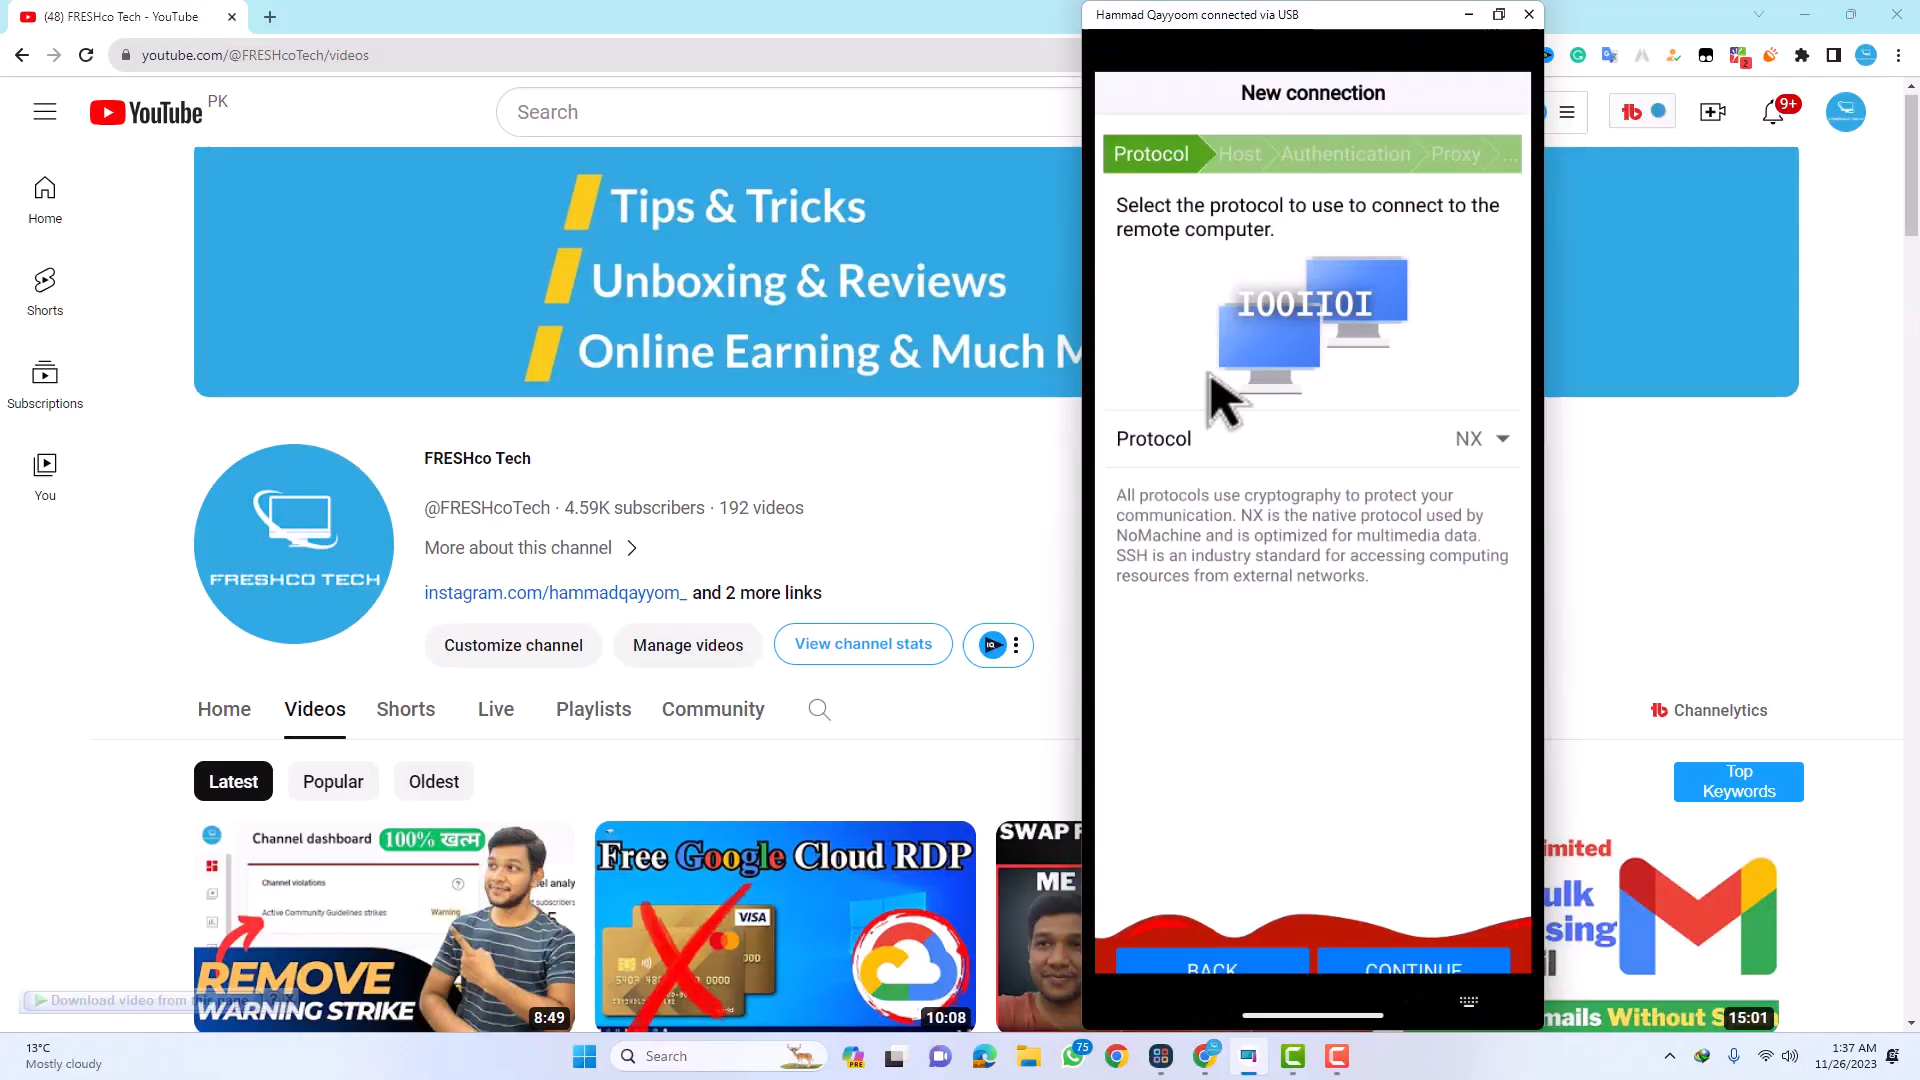 (48) FRESHco Tech - YouTube
Hammad Qayyoom connected via USB
youtube.com/@FRESHcoTech/videos
2
YouTube PK
Search
9+
Home
Shorts
Subscriptions
You
Tips & Tricks
Unboxing & Reviews
Online Earning & Much M
FRESHCO TECH
FRESHco Tech
@FRESHcoTech · 4.59K subscribers · 192 videos
More about this channel
instagram.com/hammadqayyom_ and 2 more links
Customize channel
Manage videos
View channel stats
Home
Videos
Shorts
Live
Playlists
Community
Channelytics
Latest
Popular
Oldest
Top
Keywords
Channel dashboard 100% खत्म
Channel violations
Active Community Guidelines strikes
Warning
REMOVE
WARNING STRIKE
8:49
Download video from this page
Free Google Cloud RDP
VISA
10:08
SWAP F
ME
imited
ulk
sing
il
mails Without S
15:01
New connection
Protocol
Host
Authentication
Proxy
...
Select the protocol to use to connect to the
remote computer.
IOOIIOI
Protocol
NX
All protocols use cryptography to protect your
communication. NX is the native protocol used by
NoMachine and is optimized for multimedia data.
SSH is an industry standard for accessing computing
resources from external networks.
BACK
CONTINUE
13°C
Mostly cloudy
Search
PRE
75
1:37 AM
11/26/2023